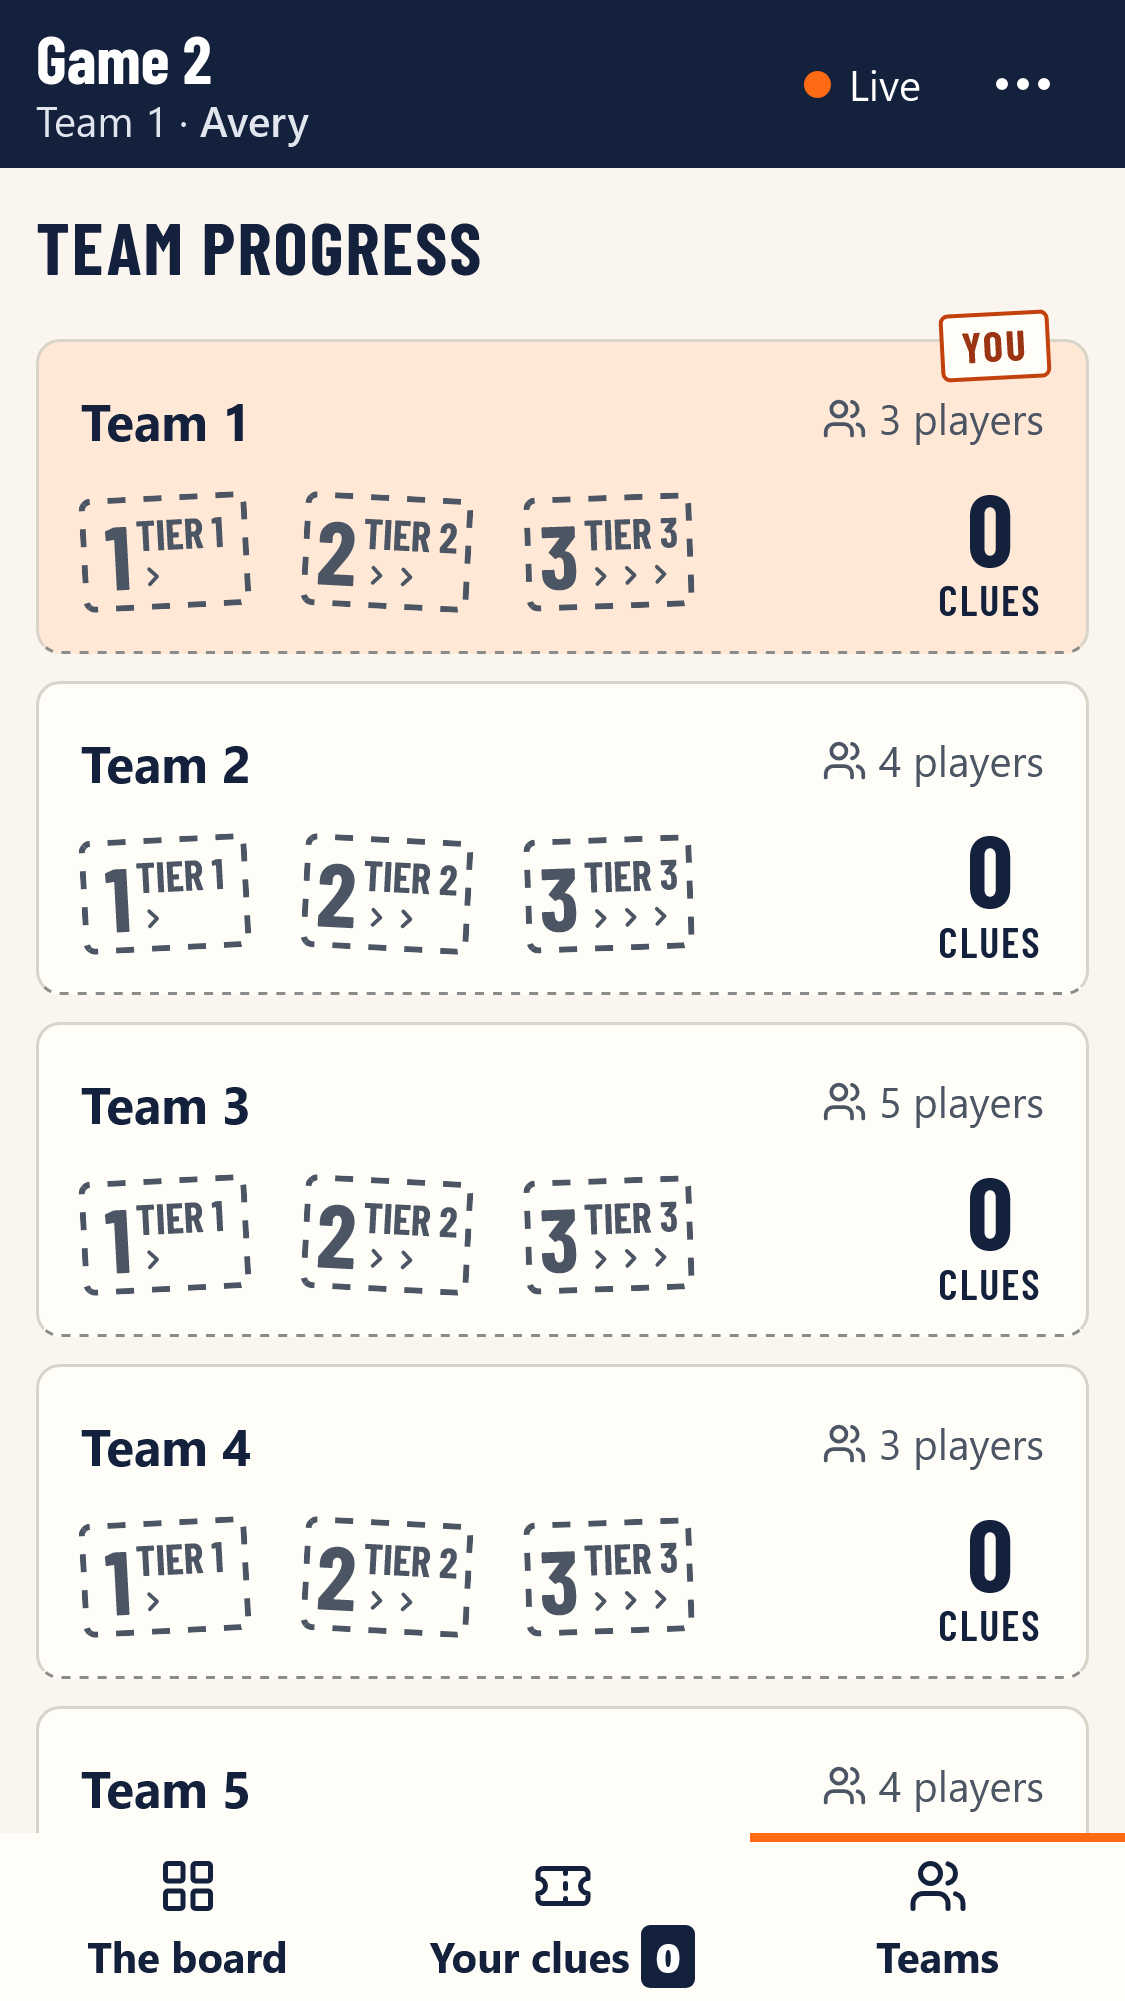 Game 2
Team 1 · Avery
Live
TEAM PROGRESS
YOU
Team 1
3 players
1 TIER 1
2 TIER 2
3 TIER 3
0
CLUES
Team 2
4 players
1 TIER 1
2 TIER 2
3 TIER 3
0
CLUES
Team 3
5 players
1 TIER 1
2 TIER 2
3 TIER 3
0
CLUES
Team 4
3 players
1 TIER 1
2 TIER 2
3 TIER 3
0
CLUES
Team 5
4 players
The board
Your clues 0
Teams